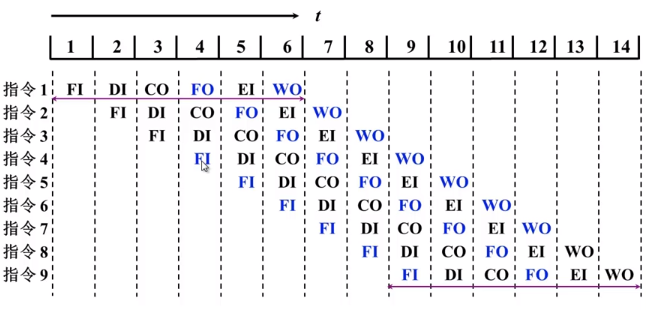 t
1 2 3 4 5 6 7 8 9 10 11 12 13 14
指令1 FI DI CO FO EI WO
指令2 FI DI CO FO EI WO
指令3 FI DI CO FO EI WO
指令4 FI DI CO FO EI WO
指令5 FI DI CO FO EI WO
指令6 FI DI CO FO EI WO
指令7 FI DI CO FO EI WO
指令8 FI DI CO FO EI WO
指令9 FI DI CO FO EI WO